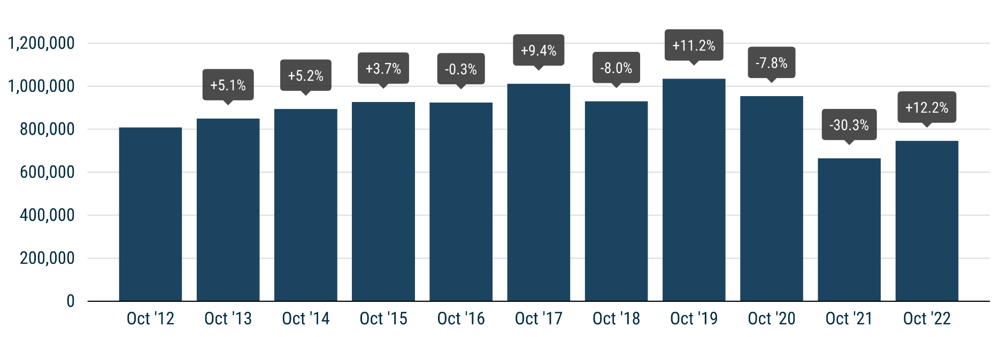 1,200,000
1,000,000
800,000
600,000
400,000
200,000
0
+5.1%
+5.2%
+3.7%
-0.3%
+9.4%
-8.0%
+11.2%
-7.8%
-30.3%
+12.2%
Oct '12
Oct '13
Oct '14
Oct '15
Oct '16
Oct '17
Oct '18
Oct '19
Oct '20
Oct '21
Oct '22